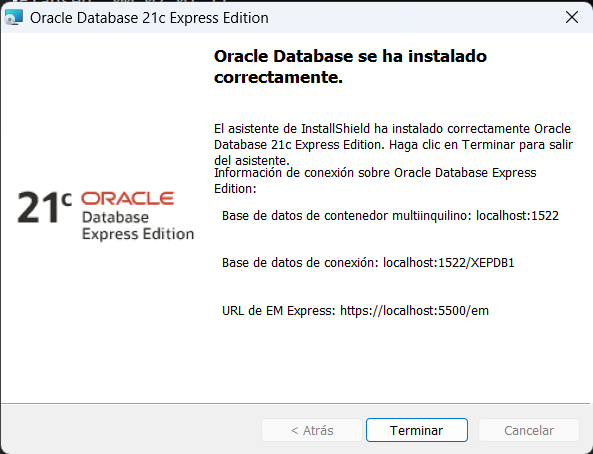 Oracle Database 21c Express Edition
Oracle Database se ha instalado
correctamente.
El asistente de InstallShield ha instalado correctamente Oracle
Database 21c Express Edition. Haga clic en Terminar para salir
del asistente.
Información de conexión sobre Oracle Database Express
Edition:
21c ORACLE
Database
Express Edition
Base de datos de contenedor multiinquilino: localhost:1522
Base de datos de conexión: localhost:1522/XEPDB1
URL de EM Express: https://localhost:5500/em
< Atrás
Terminar
Cancelar